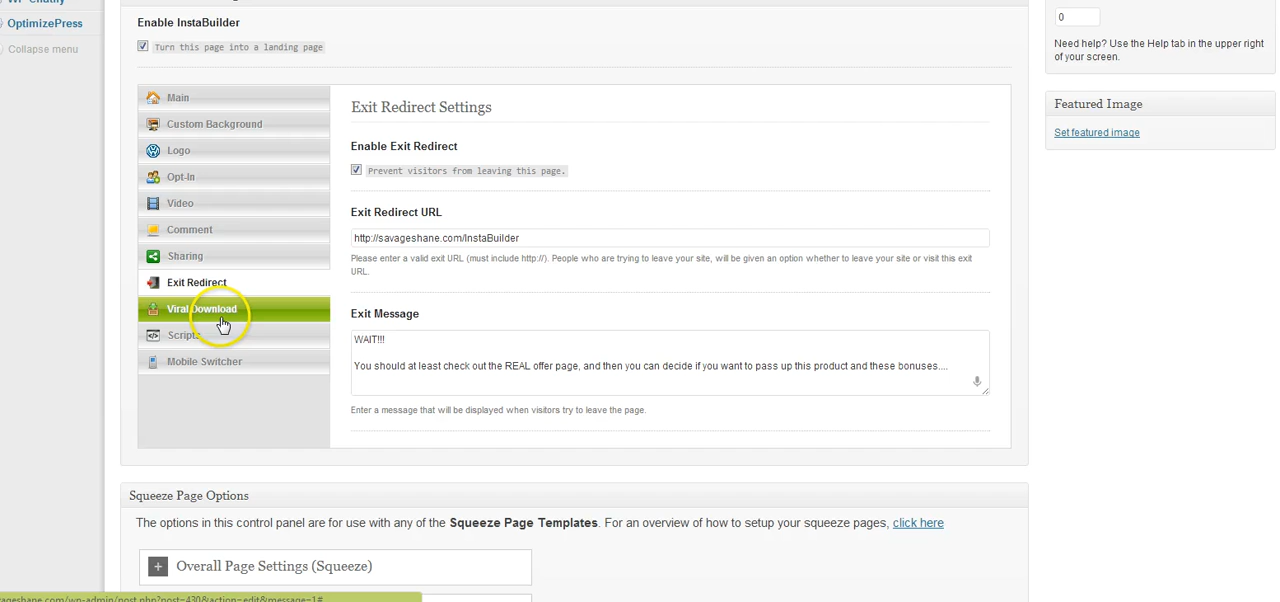 OptimizePress
Collapse menu
Enable InstaBuilder
Turn this page into a landing page
Main
Custom Background
Logo
Opt-In
Video
Comment
Sharing
Exit Redirect
Viral Download
Scripts
Mobile Switcher
Exit Redirect Settings
Enable Exit Redirect
Prevent visitors from leaving this page.
Exit Redirect URL
http://savageshane.com/InstaBuilder
Please enter a valid exit URL (must include http://). People who are trying to leave your site, will be given an option whether to leave your site or visit this exit
URL.
Exit Message
WAIT!!!
You should at least check out the REAL offer page, and then you can decide if you want to pass up this product and these bonuses....
Enter a message that will be displayed when visitors try to leave the page.
Squeeze Page Options
The options in this control panel are for use with any of the Squeeze Page Templates. For an overview of how to setup your squeeze pages, click here
+ Overall Page Settings (Squeeze)
0
Need help? Use the Help tab in the upper right
of your screen.
Featured Image
Set featured image